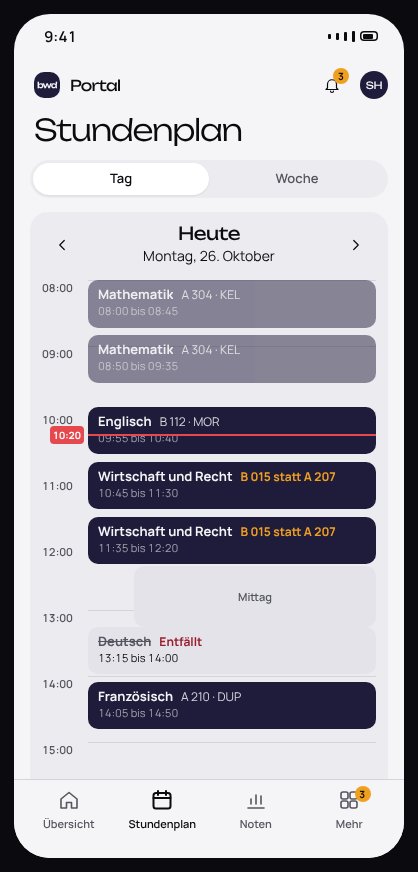 9:41
bwd Portal 3 SH
Stundenplan
Tag Woche
Heute
Montag, 26. Oktober
08:00
Mathematik A 304 · KEL
08:00 bis 08:45
09:00
Mathematik A 304 · KEL
08:50 bis 09:35
10:00
Englisch B 112 · MOR
10:20
09:55 bis 10:40
11:00
Wirtschaft und Recht B 015 statt A 207
10:45 bis 11:30
Wirtschaft und Recht B 015 statt A 207
11:35 bis 12:20
12:00
Mittag
13:00
Deutsch Entfällt
13:15 bis 14:00
14:00
Französisch A 210 · DUP
14:05 bis 14:50
15:00
3
Übersicht Stundenplan Noten Mehr